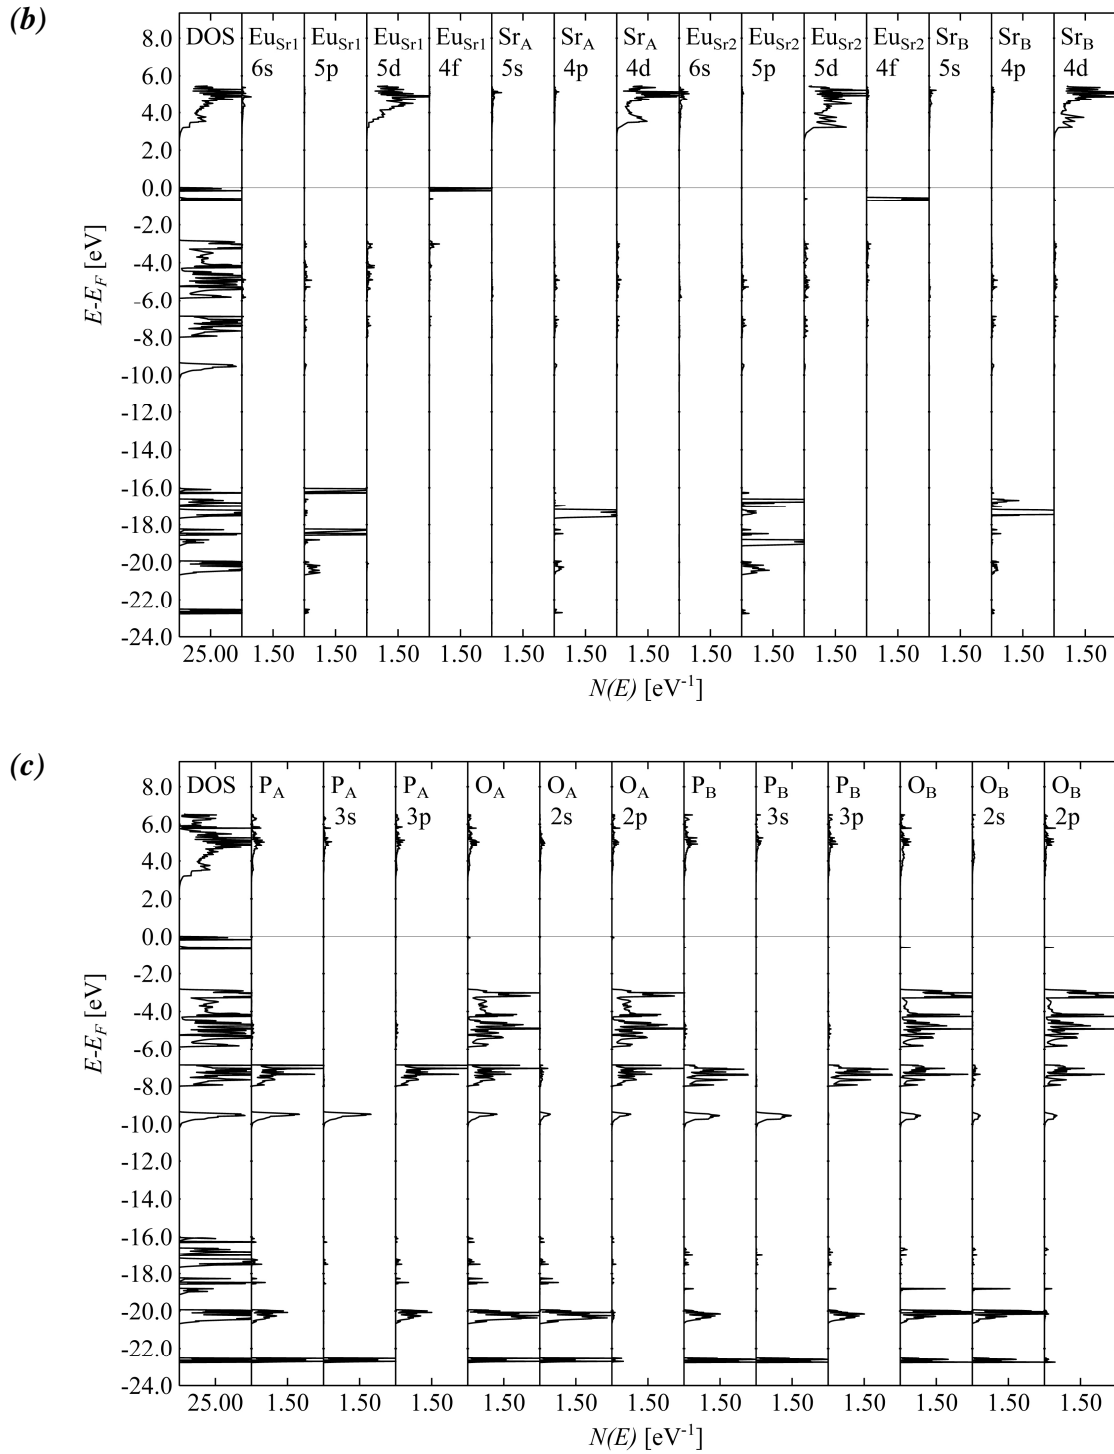 (b)
DOS Eu_Sr1 Eu_Sr1 Eu_Sr1 Eu_Sr1 Sr_A Sr_A Sr_A Eu_Sr2 Eu_Sr2 Eu_Sr2 Eu_Sr2 Sr_B Sr_B Sr_B
6s 5p 5d 4f 5s 4p 4d 6s 5p 5d 4f 5s 4p 4d
8.0
6.0
4.0
2.0
0.0
-2.0
-4.0
-6.0
-8.0
-10.0
-12.0
-14.0
-16.0
-18.0
-20.0
-22.0
-24.0
E-E_F [eV]
25.00 1.50 1.50 1.50 1.50 1.50 1.50 1.50 1.50 1.50 1.50 1.50 1.50 1.50 1.50
N(E) [eV⁻¹]
(c)
DOS P_A P_A P_A O_A O_A O_A P_B P_B P_B O_B O_B O_B
3s 3p 2s 2p 3s 3p 2s 2p
8.0
6.0
4.0
2.0
0.0
-2.0
-4.0
-6.0
-8.0
-10.0
-12.0
-14.0
-16.0
-18.0
-20.0
-22.0
-24.0
E-E_F [eV]
25.00 1.50 1.50 1.50 1.50 1.50 1.50 1.50 1.50 1.50 1.50 1.50 1.50
N(E) [eV⁻¹]